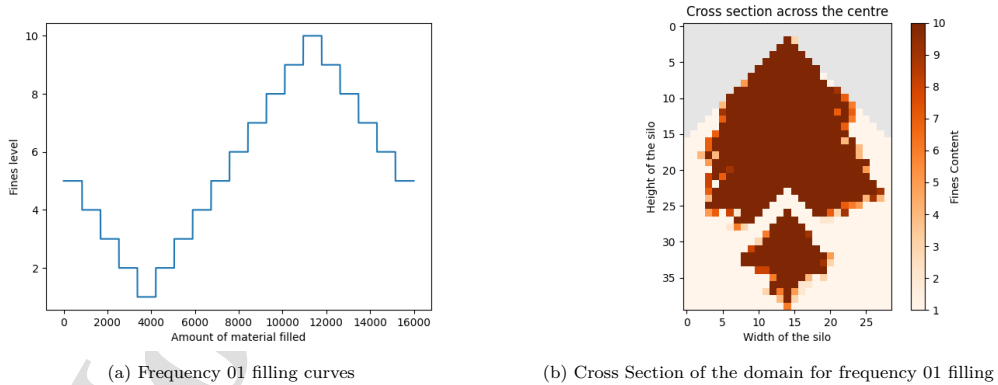 10
8
6
4
2
Fines level
0 2000 4000 6000 8000 10000 12000 14000 16000
Amount of material filled
(a) Frequency 01 filling curves
Cross section across the centre
0
5
10
15
20
25
30
35
Height of the silo
0 5 10 15 20 25
Width of the silo
10
9
8
7
6
5
4
3
2
1
Fines Content
(b) Cross Section of the domain for frequency 01 filling